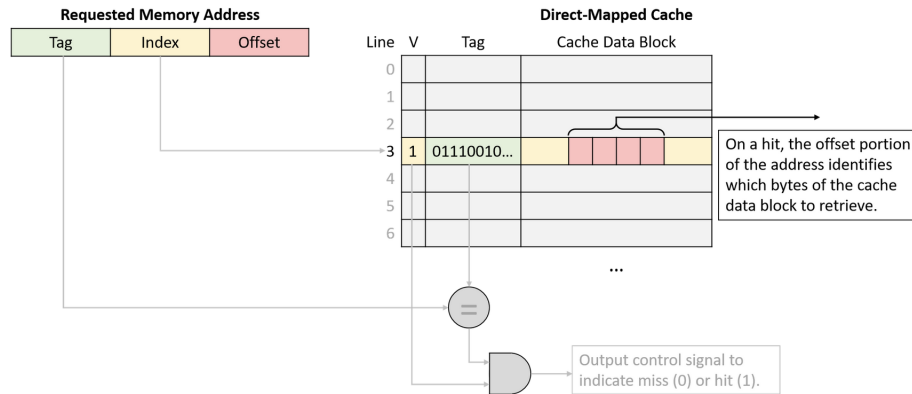 Requested Memory Address
Direct-Mapped Cache
Tag Index Offset
Line V Tag Cache Data Block
0
1
2
3 1 01110010...
4
5
6
...
On a hit, the offset portion
of the address identifies
which bytes of the cache
data block to retrieve.
=
Output control signal to
indicate miss (0) or hit (1).